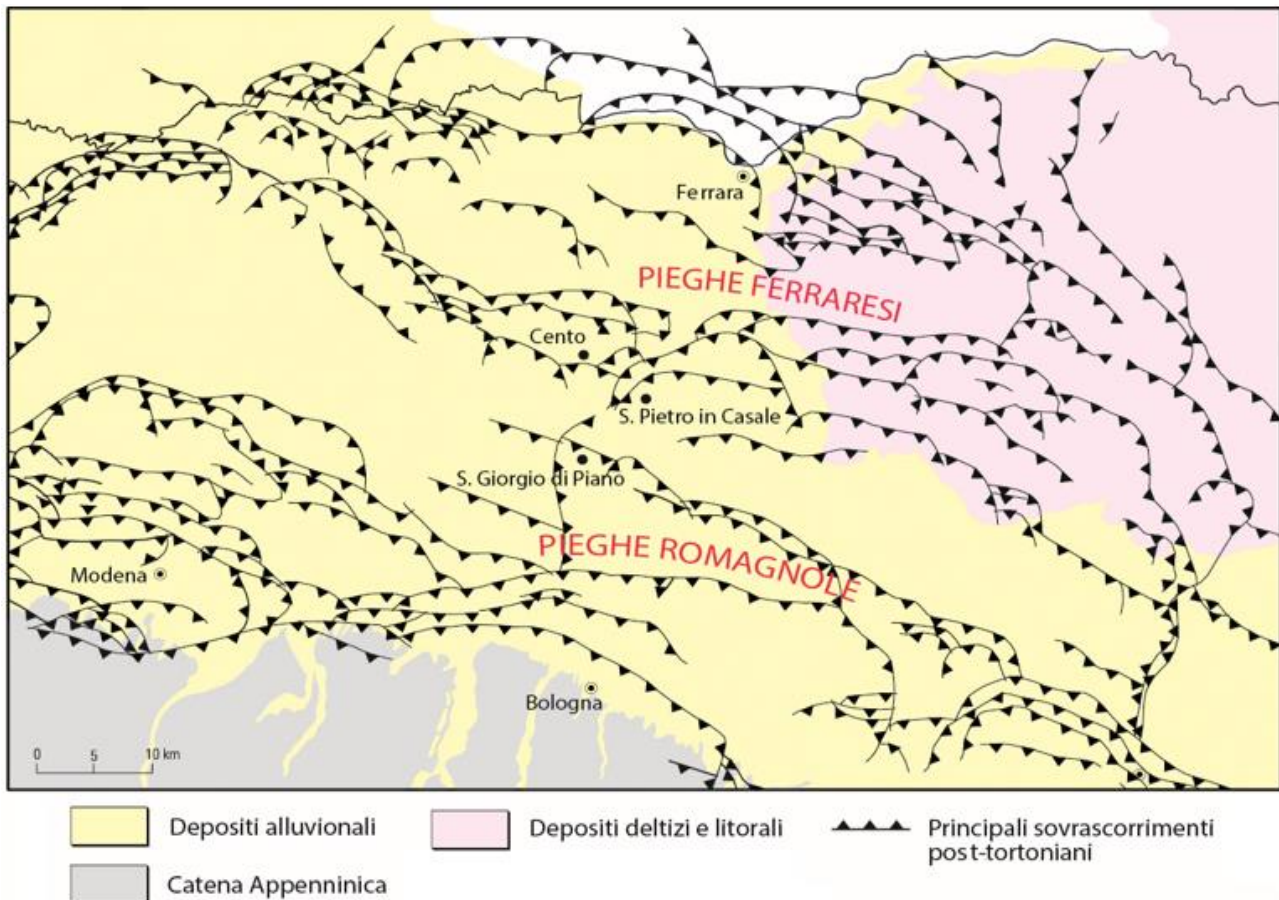 Ferrara
PIEGHE FERRARESI
Cento
S. Pietro in Casale
S. Giorgio di Piano
PIEGHE ROMAGNOLE
Modena
Bologna
0 5 10 km
Depositi alluvionali
Depositi deltizi e litorali
Principali sovrascorrimenti
post-tortoniani
Catena Appenninica